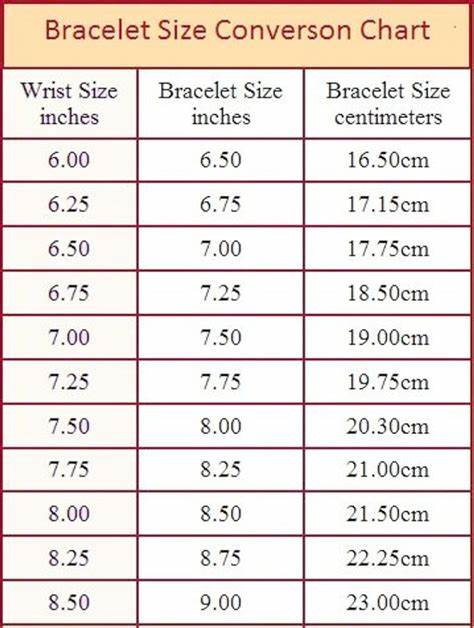 Bracelet Size Converson Chart
Wrist Size inches Bracelet Size inches Bracelet Size centimeters
6.00 6.50 16.50cm
6.25 6.75 17.15cm
6.50 7.00 17.75cm
6.75 7.25 18.50cm
7.00 7.50 19.00cm
7.25 7.75 19.75cm
7.50 8.00 20.30cm
7.75 8.25 21.00cm
8.00 8.50 21.50cm
8.25 8.75 22.25cm
8.50 9.00 23.00cm